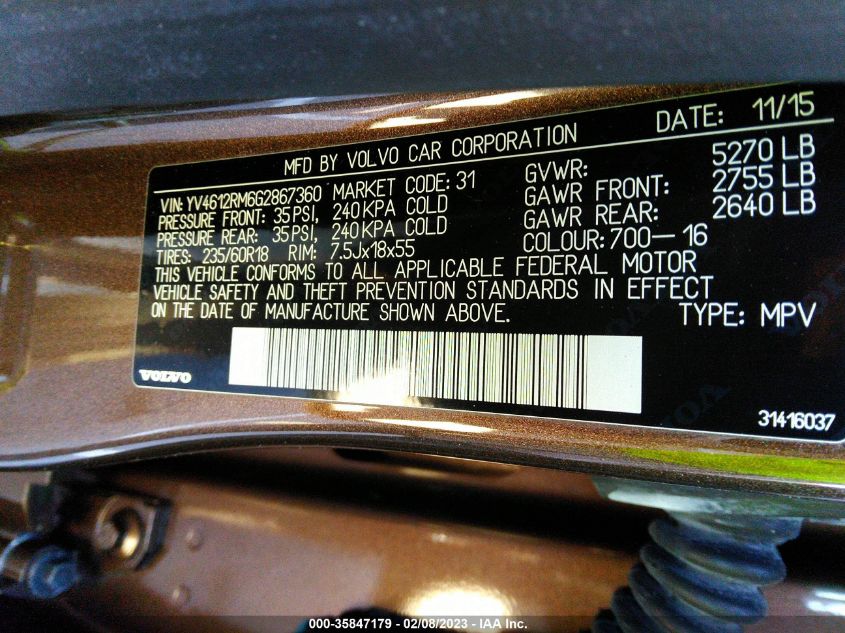 MFD BY VOLVO CAR CORPORATION DATE: 11/15
VIN: YV4612RM6G2867360 MARKET CODE: 31
PRESSURE FRONT: 35 PSI, 240 KPA COLD
PRESSURE REAR: 35 PSI, 240 KPA COLD
TIRES: 235/60R18 RIM: 7.5Jx18x55
GVWR: 5270 LB
GAWR FRONT: 2755 LB
GAWR REAR: 2640 LB
COLOUR: 700-16
THIS VEHICLE CONFORMS TO ALL APPLICABLE FEDERAL MOTOR
VEHICLE SAFETY AND THEFT PREVENTION STANDARDS IN EFFECT
ON THE DATE OF MANUFACTURE SHOWN ABOVE. TYPE: MPV
VOLVO
31416037
000-35847179 - 02/08/2023 - IAA Inc.